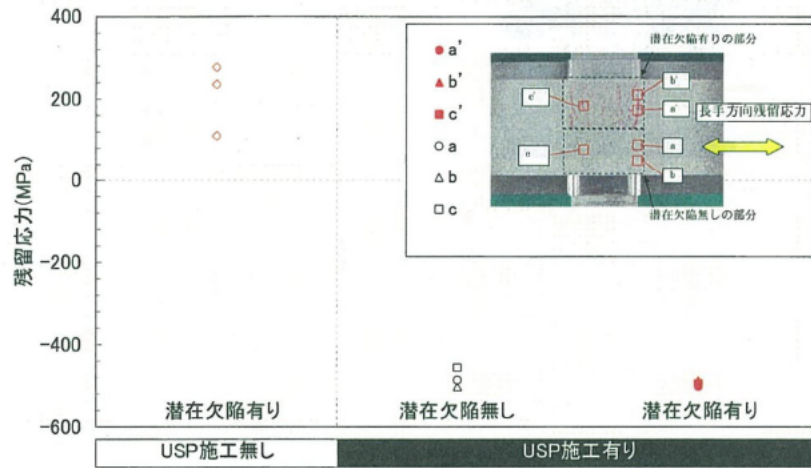 400
200
0
-200
-400
-600
残留応力(MPa)
a'
b'
c'
a
b
c
潜在欠陥有りの部分
c'
b'
a'
長手方向残留応力
c
a
b
潜在欠陥無しの部分
潜在欠陥有り
潜在欠陥無し
潜在欠陥有り
USP施工無し
USP施工有り